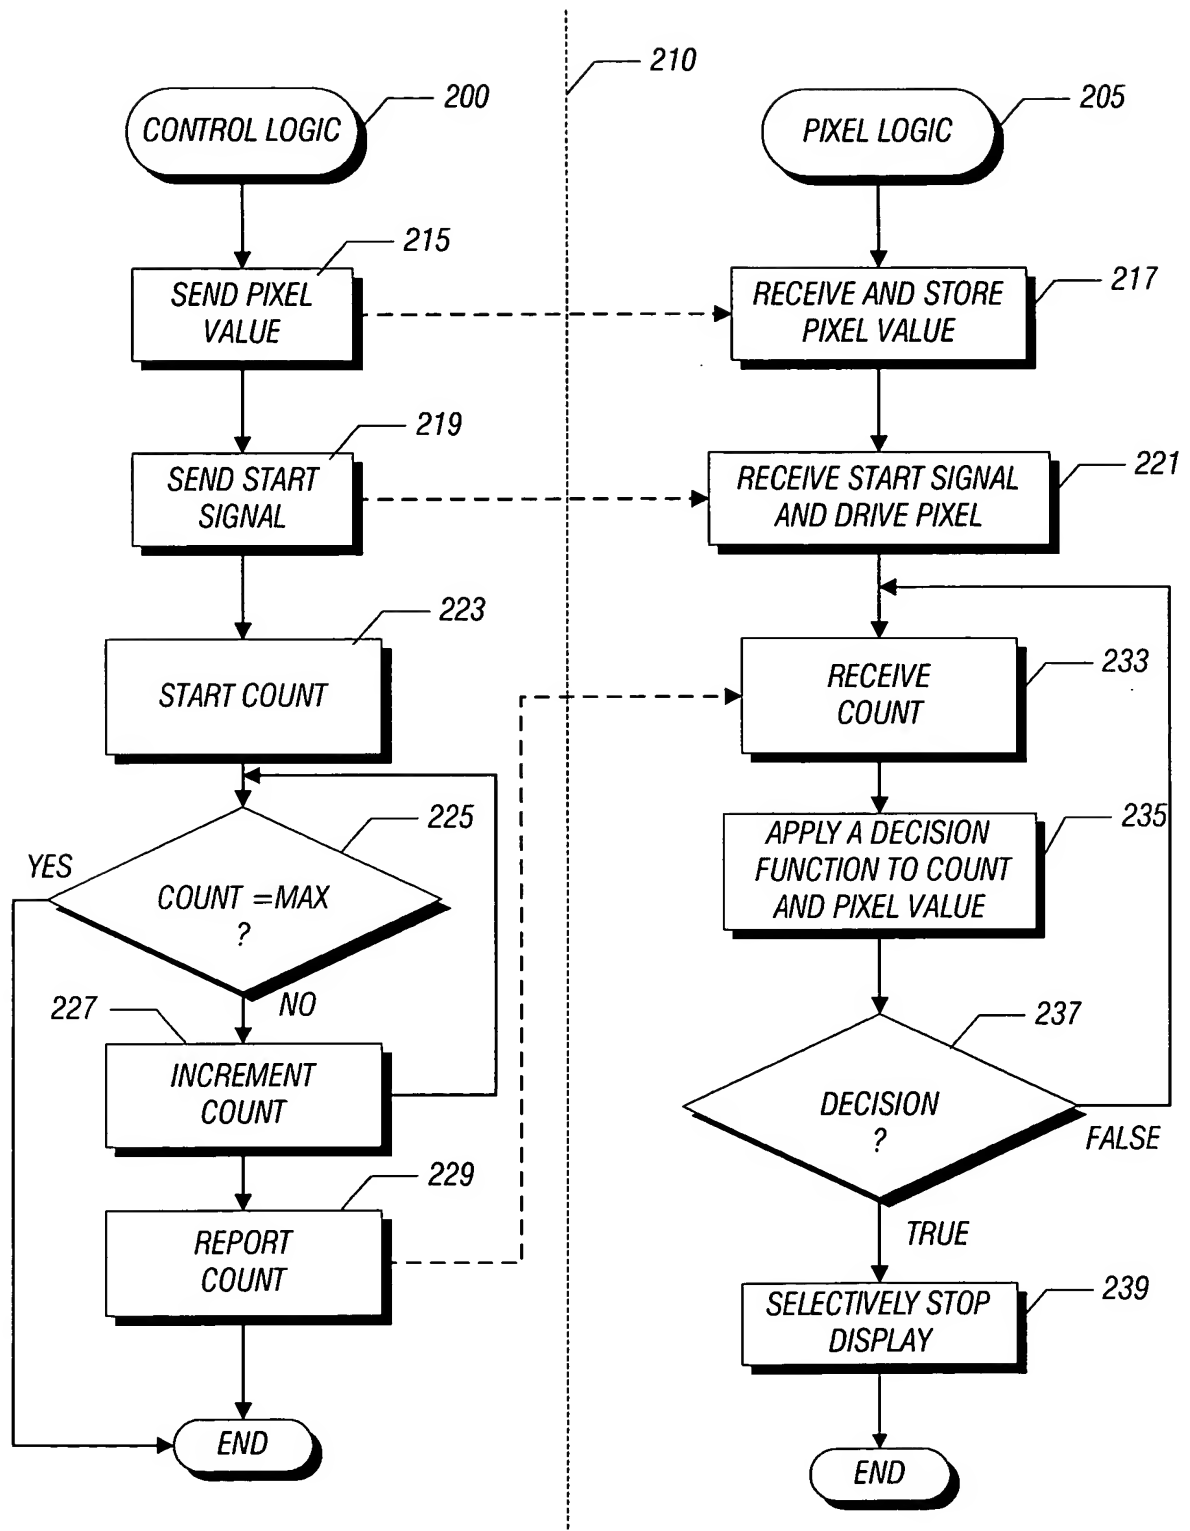 210
CONTROL LOGIC
200
PIXEL LOGIC
205
215
SEND PIXEL
VALUE
RECEIVE AND STORE
PIXEL VALUE
217
219
SEND START
SIGNAL
RECEIVE START SIGNAL
AND DRIVE PIXEL
221
223
START COUNT
RECEIVE
COUNT
233
225
YES
COUNT =MAX
?
NO
APPLY A DECISION
FUNCTION TO COUNT
AND PIXEL VALUE
235
227
INCREMENT
COUNT
237
DECISION
?
FALSE
TRUE
229
REPORT
COUNT
SELECTIVELY STOP
DISPLAY
239
END
END